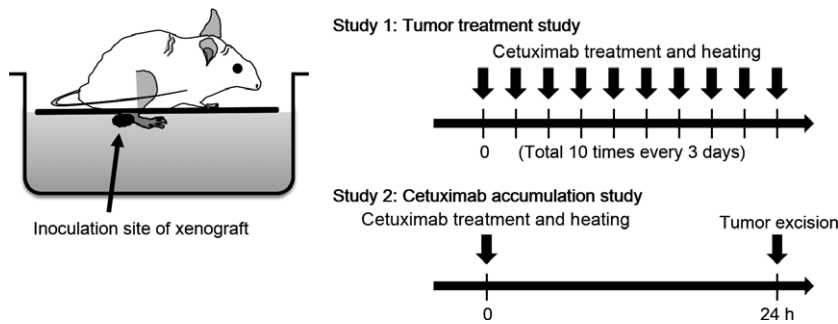 Study 1: Tumor treatment study
Cetuximab treatment and heating
0 (Total 10 times every 3 days)
Inoculation site of xenograft
Study 2: Cetuximab accumulation study
Cetuximab treatment and heating
Tumor excision
0
24 h